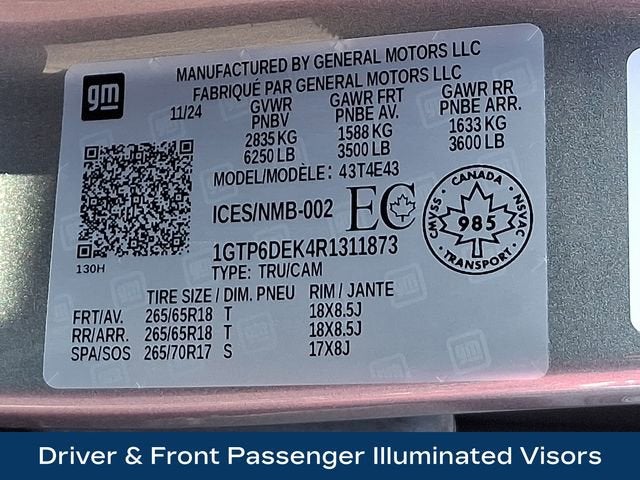 MANUFACTURED BY GENERAL MOTORS LLC
FABRIQUÉ PAR GENERAL MOTORS LLC
gm
11/24 GVWR GAWR FRT GAWR RR
PNBV PNBE AV. PNBE ARR.
2835 KG 1588 KG 1633 KG
6250 LB 3500 LB 3600 LB
MODEL/MODÈLE: 43T4E43
ICES/NMB-002 EC
CANADA
CMVSS 985 NSVAC
TRANSPORT
1GTP6DEK4R1311873
130H TYPE: TRU/CAM
TIRE SIZE / DIM. PNEU RIM / JANTE
FRT/AV. 265/65R18 T 18X8.5J
RR/ARR. 265/65R18 T 18X8.5J
SPA/SOS 265/70R17 S 17X8J
Driver & Front Passenger Illuminated Visors